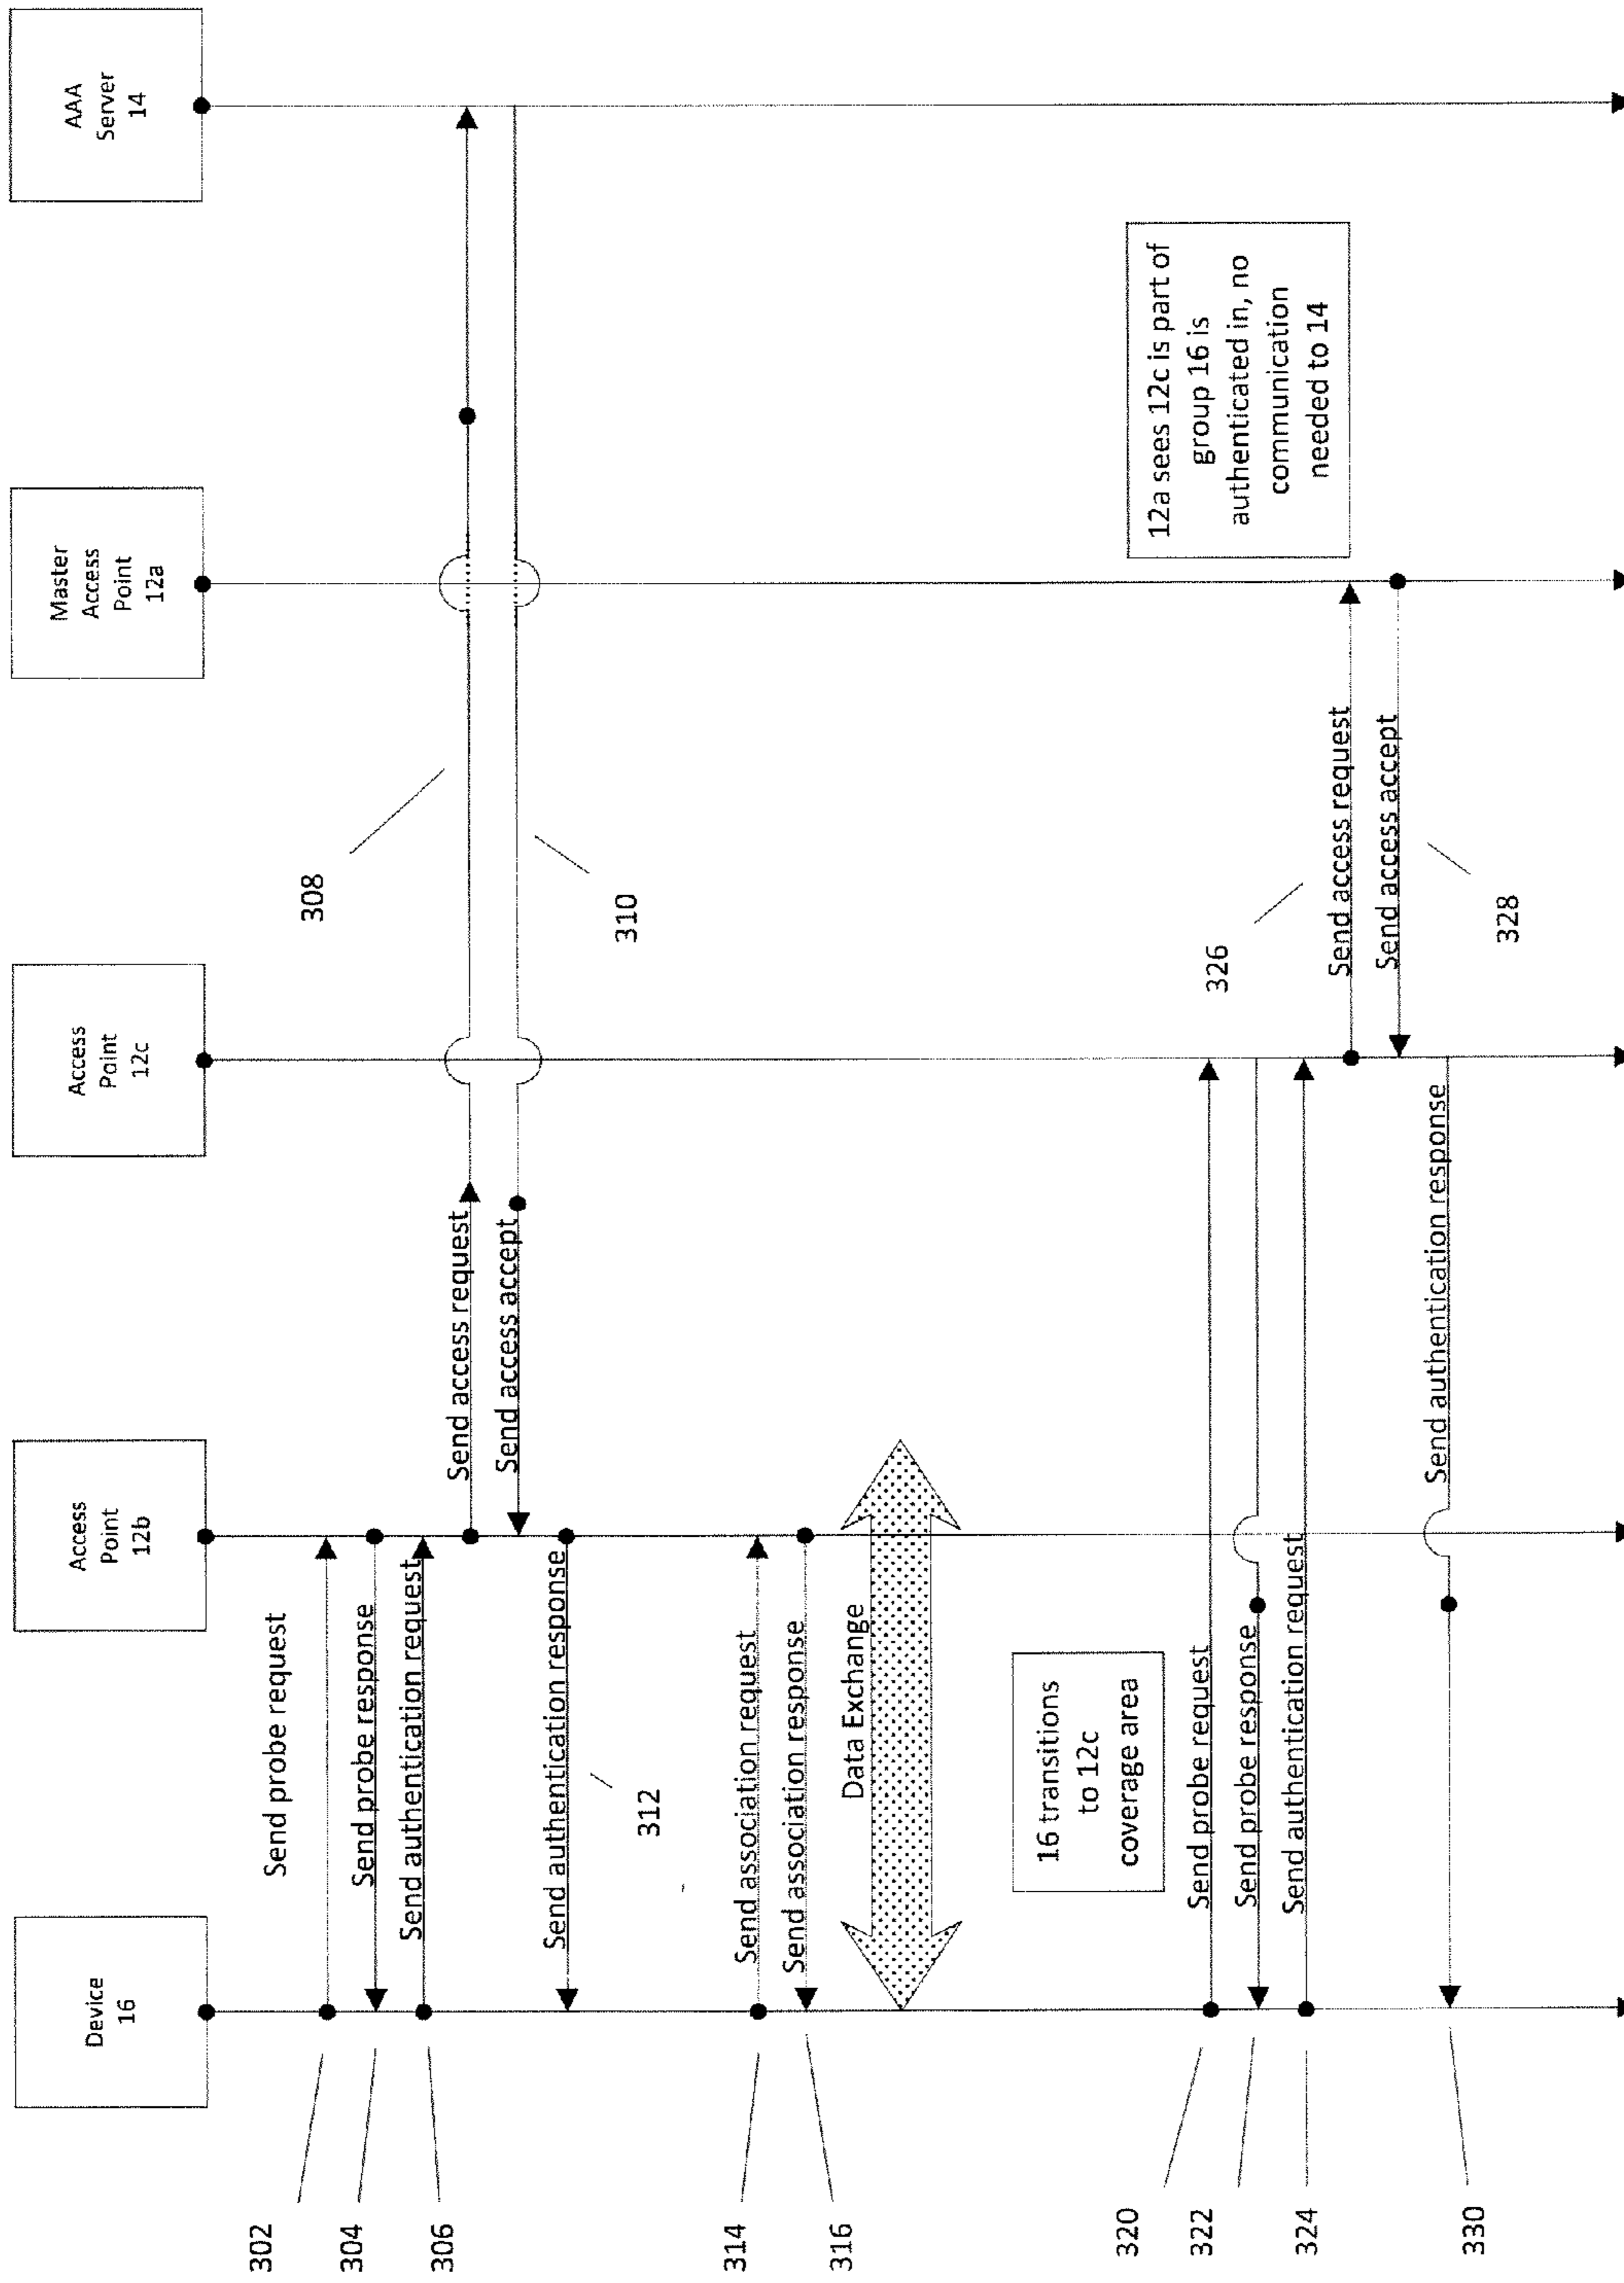 Device
16
Access
Point
12b
Access
Point
12c
Master
Access
Point
12a
AAA
Server
14
302
Send probe request
304
Send probe response
306
Send authentication request
Send access request
308
Send access accept
310
Send authentication response
312
314
Send association request
316
Send association response
Data Exchange
16 transitions
to 12c
coverage area
320
Send probe request
322
Send probe response
324
Send authentication request
12a sees 12c is part of
group 16 is
authenticated in, no
communication
needed to 14
326
Send access request
Send access accept
328
330
Send authentication response